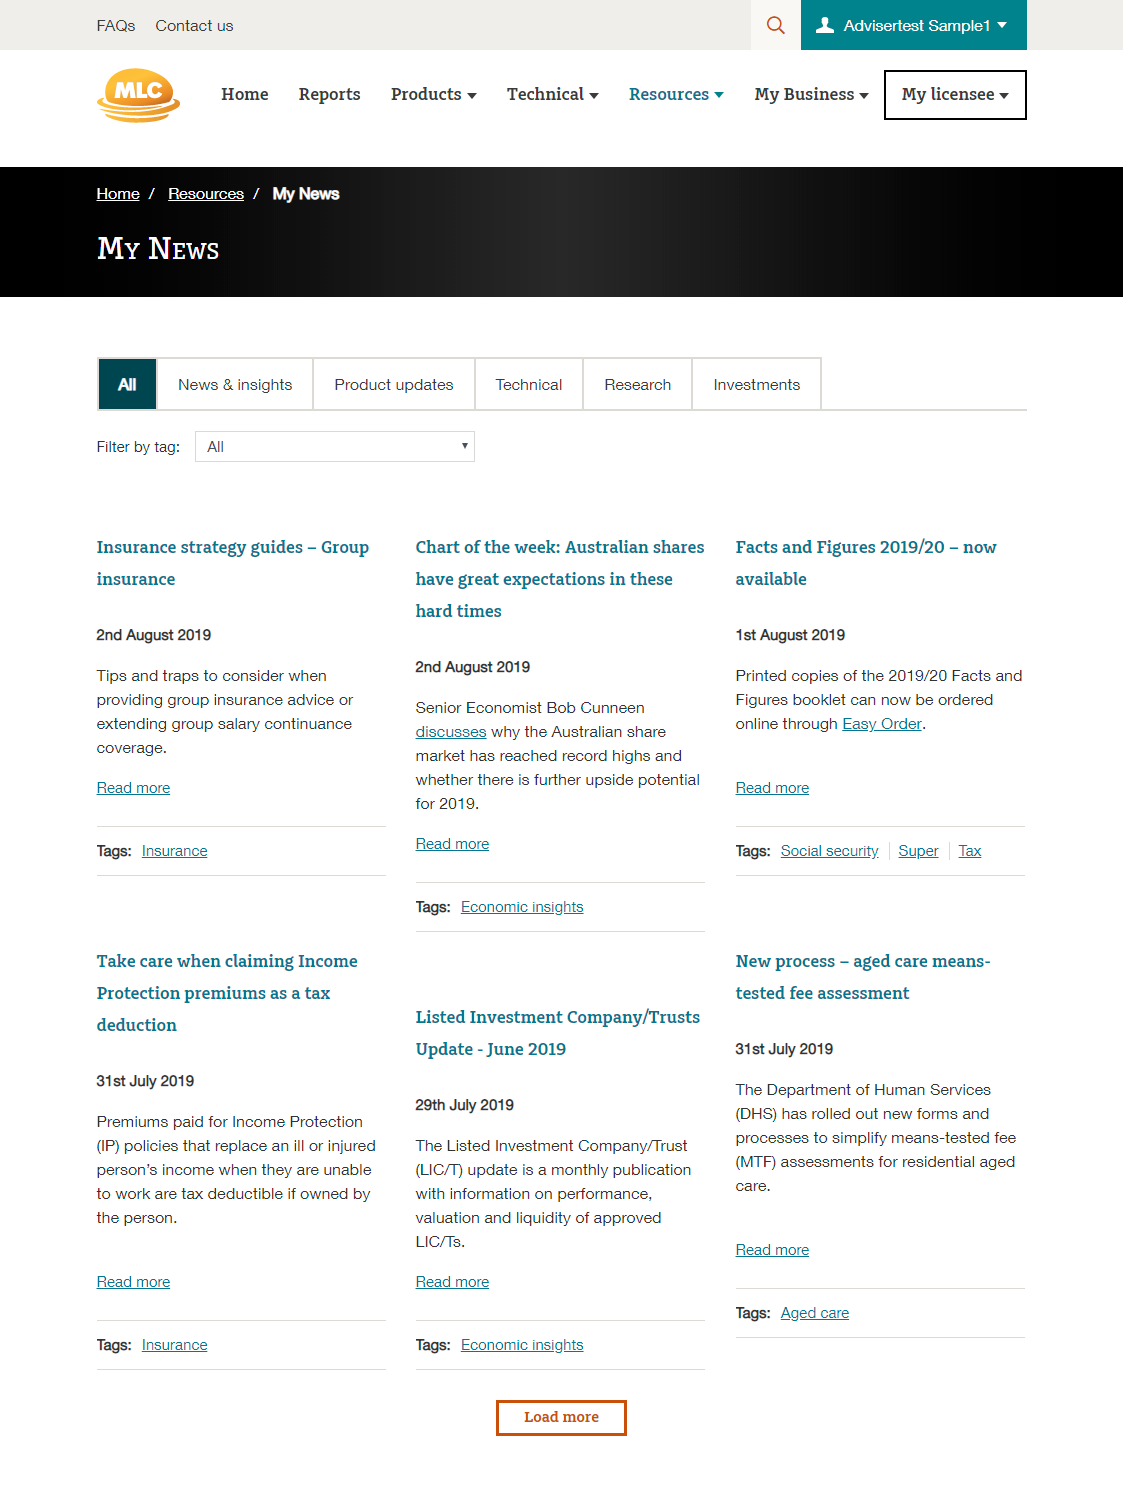 FAQs Contact us
Advisertest Sample1
MLC
Home Reports Products Technical Resources My Business My licensee
Home / Resources / My News
My News
All News & insights Product updates Technical Research Investments
Filter by tag: All
Insurance strategy guides – Group
insurance
2nd August 2019
Tips and traps to consider when
providing group insurance advice or
extending group salary continuance
coverage.
Read more
Tags: Insurance
Chart of the week: Australian shares
have great expectations in these
hard times
2nd August 2019
Senior Economist Bob Cunneen
discusses why the Australian share
market has reached record highs and
whether there is further upside potential
for 2019.
Read more
Tags: Economic insights
Facts and Figures 2019/20 – now
available
1st August 2019
Printed copies of the 2019/20 Facts and
Figures booklet can now be ordered
online through Easy Order.
Read more
Tags: Social security Super Tax
Take care when claiming Income
Protection premiums as a tax
deduction
31st July 2019
Premiums paid for Income Protection
(IP) policies that replace an ill or injured
person's income when they are unable
to work are tax deductible if owned by
the person.
Read more
Tags: Insurance
Listed Investment Company/Trusts
Update - June 2019
29th July 2019
The Listed Investment Company/Trust
(LIC/T) update is a monthly publication
with information on performance,
valuation and liquidity of approved
LIC/Ts.
Read more
Tags: Economic insights
New process – aged care means-
tested fee assessment
31st July 2019
The Department of Human Services
(DHS) has rolled out new forms and
processes to simplify means-tested fee
(MTF) assessments for residential aged
care.
Read more
Tags: Aged care
Load more